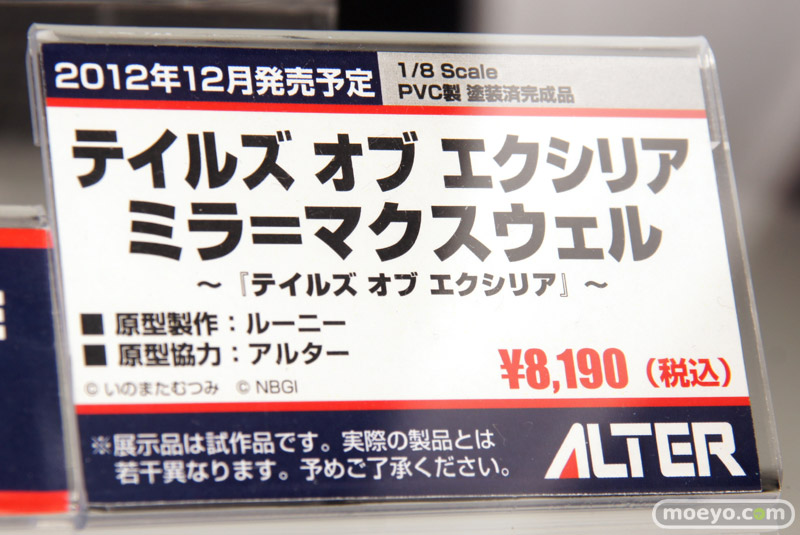 2012年12月発売予定
1/8 Scale
PVC製 塗装済完成品
テイルズ オブ エクシリア
ミラ=マクスウェル
～『テイルズ オブ エクシリア』～
■ 原型製作：ルーニー
■ 原型協力：アルター
¥8,190（税込）
© いのまたむつみ © NBGI
※展示品は試作品です。実際の製品とは
若干異なります。予めご了承ください。
ALTER
moeyo.com